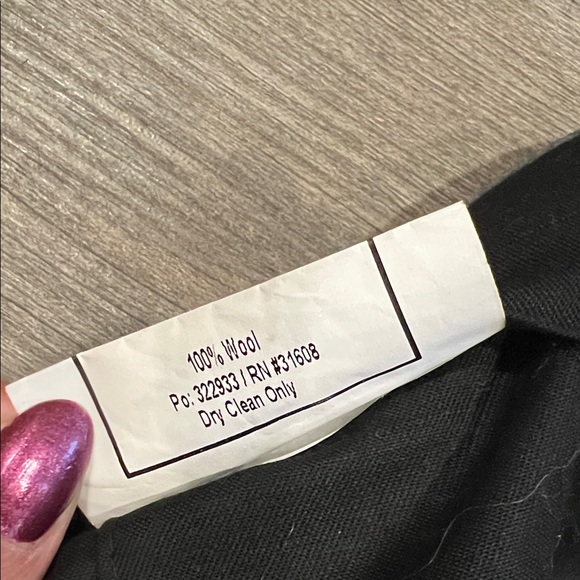 100% Wool
Po: 322933 / RN #31608
Dry Clean Only